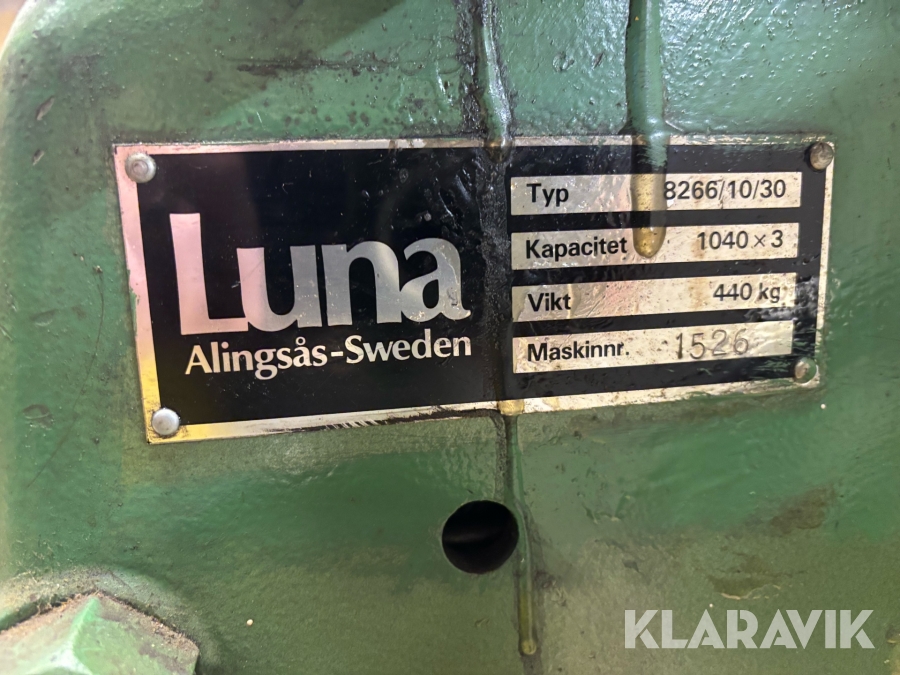 Luna
Alingsås-Sweden
Typ 8266/10/30
Kapacitet 1040 × 3
Vikt 440 kg
Maskinnr. 1526
KLARAVIK